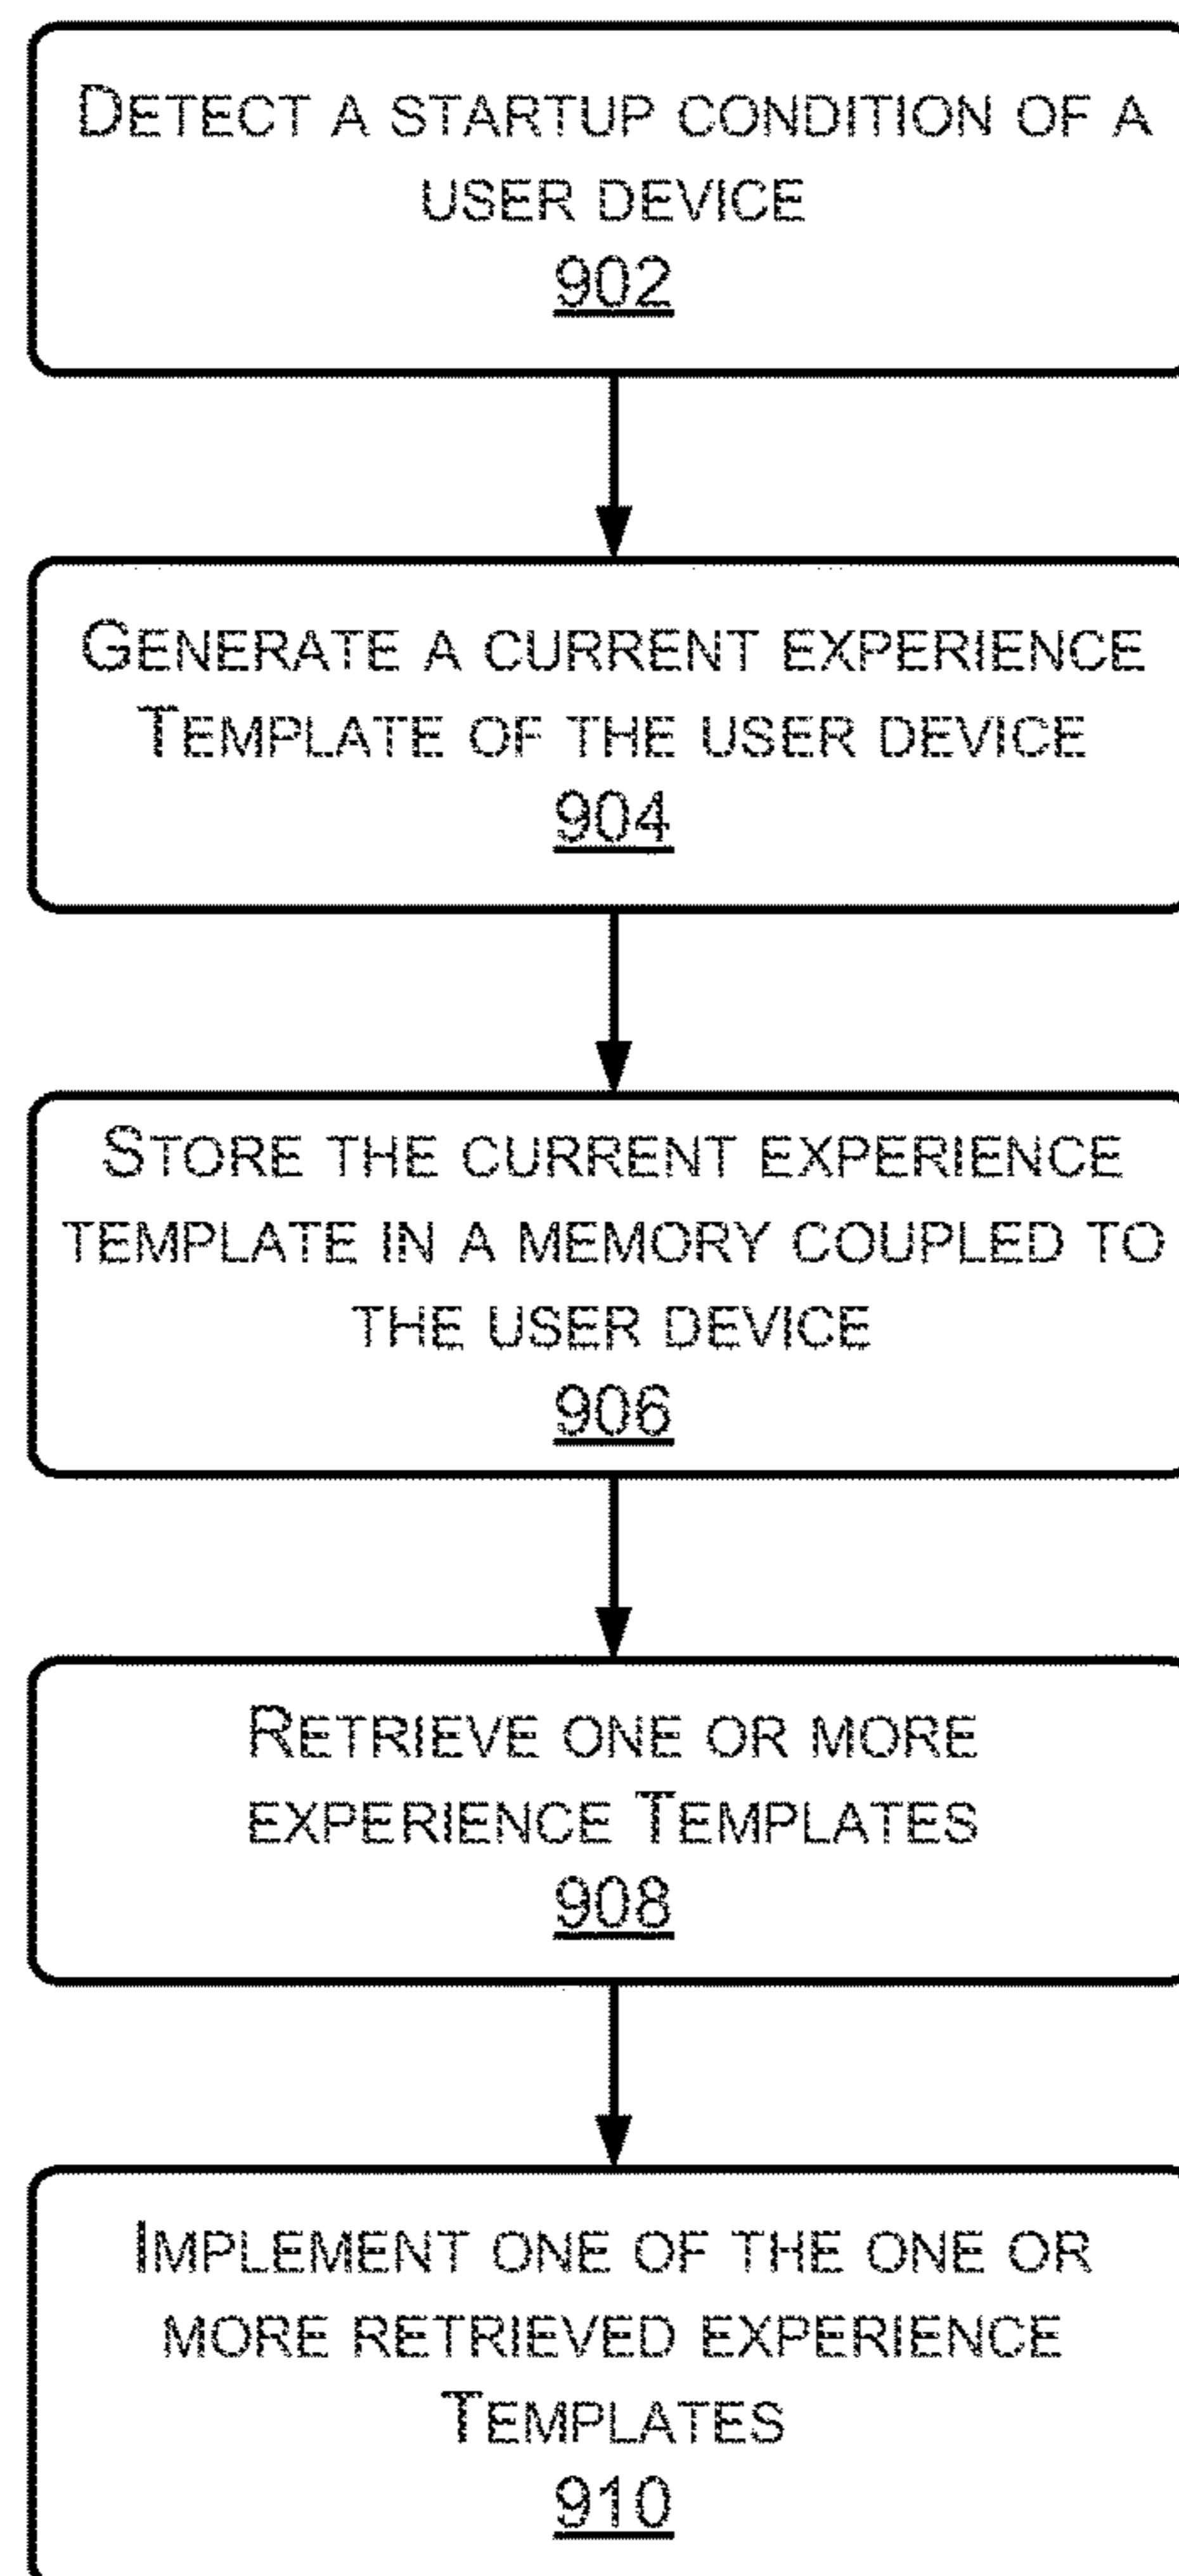 DETECT A STARTUP CONDITION OF A
USER DEVICE
902
GENERATE A CURRENT EXPERIENCE
TEMPLATE OF THE USER DEVICE
904
STORE THE CURRENT EXPERIENCE
TEMPLATE IN A MEMORY COUPLED TO
THE USER DEVICE
906
RETRIEVE ONE OR MORE
EXPERIENCE TEMPLATES
908
IMPLEMENT ONE OF THE ONE OR
MORE RETRIEVED EXPERIENCE
TEMPLATES
910